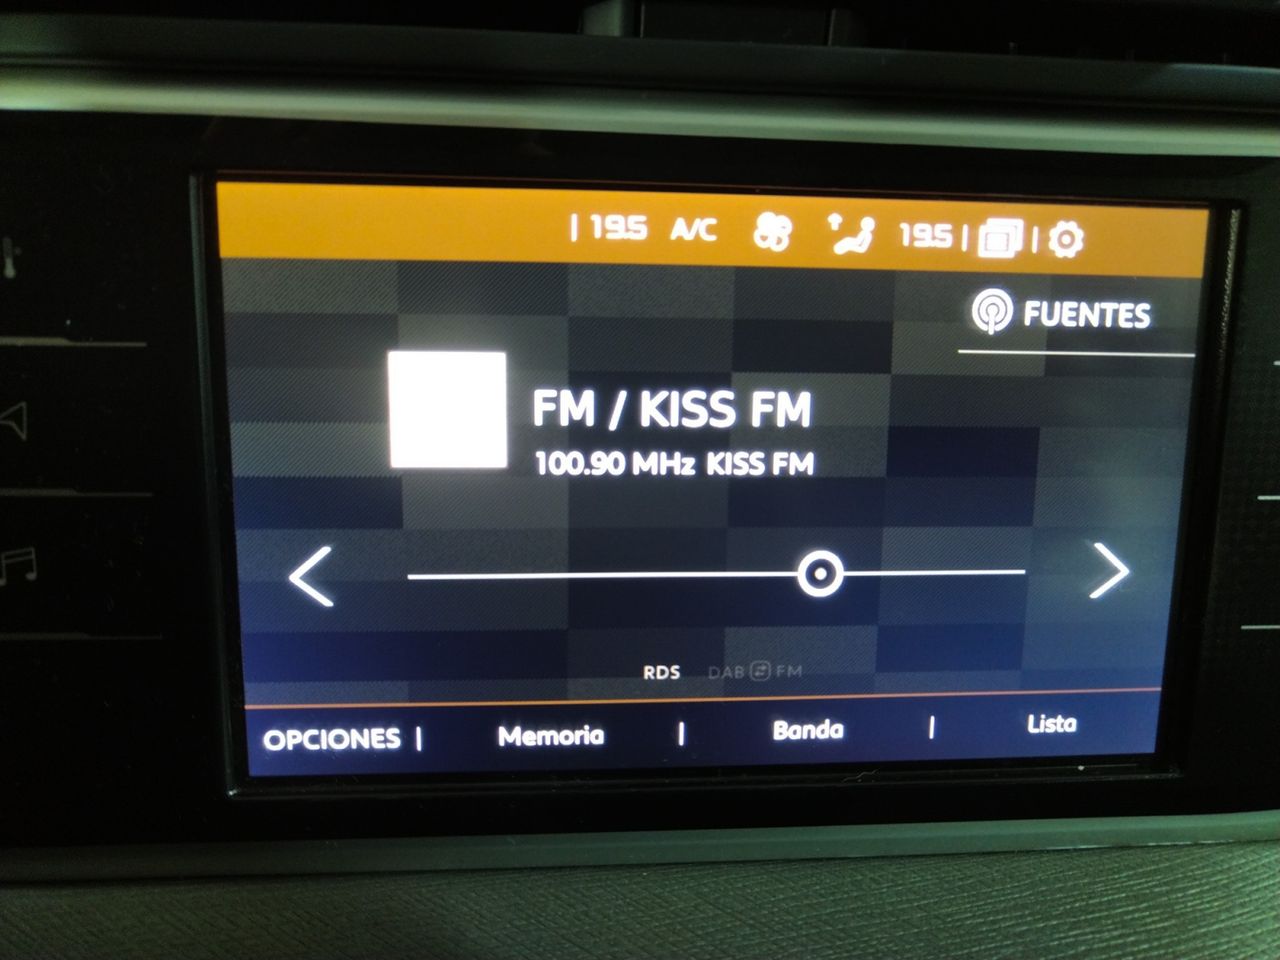 | 19.5 A/C 19.5 | |
FUENTES
FM / KISS FM
100.90 MHz KISS FM
RDS DAB FM
OPCIONES | Memoria | Banda | Lista